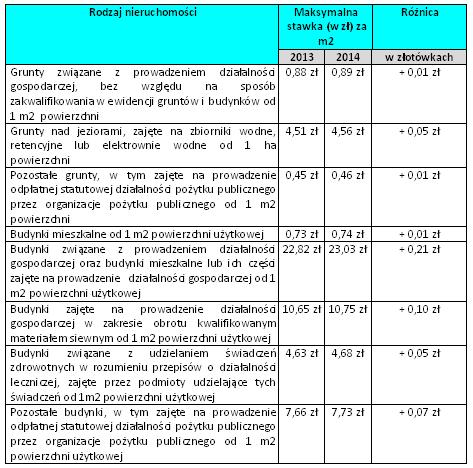 Rodzaj nieruchomości Maksymalna Różnica
stawka (w zł) za
m2
2013 2014 w złotówkach
Grunty związane z prowadzeniem działalności 0,88 zł 0,89 zł + 0,01 zł
gospodarczej, bez względu na sposób
zakwalifikowania w ewidencji gruntów i budynków od
1 m2 powierzchni
Grunty nad jeziorami, zajęte na zbiorniki wodne, 4,51 zł 4,56 zł + 0,05 zł
retencyjne lub elektrownie wodne od 1 ha
powierzchni
Pozostałe grunty, w tym zajęte na prowadzenie 0,45 zł 0,46 zł + 0,01 zł
odpłatnej statutowej działalności pożytku publicznego
przez organizacje pożytku publicznego od 1 m2
powierzchni
Budynki mieszkalne od 1 m2 powierzchni użytkowej 0,73 zł 0,74 zł + 0,01 zł
Budynki związane z prowadzeniem działalności 22,82 zł 23,03 zł + 0,21 zł
gospodarczej oraz budynki mieszkalne lub ich części
zajęte na prowadzenie działalności gospodarczej od 1
m2 powierzchni użytkowej
Budynki zajęte na prowadzenie działalności 10,65 zł 10,75 zł + 0,10 zł
gospodarczej w zakresie obrotu kwalifikowanym
materiałem siewnym od 1 m2 powierzchni użytkowej
Budynki związane z udzielaniem świadczeń 4,63 zł 4,68 zł + 0,05 zł
zdrowotnych w rozumieniu przepisów o działalności
leczniczej, zajęte przez podmioty udzielające tych
świadczeń od 1m2 powierzchni użytkowej
Pozostałe budynki, w tym zajęte na prowadzenie 7,66 zł 7,73 zł + 0,07 zł
odpłatnej statutowej działalności pożytku publicznego
przez organizacje pożytku publicznego od 1 m2
powierzchni użytkowej